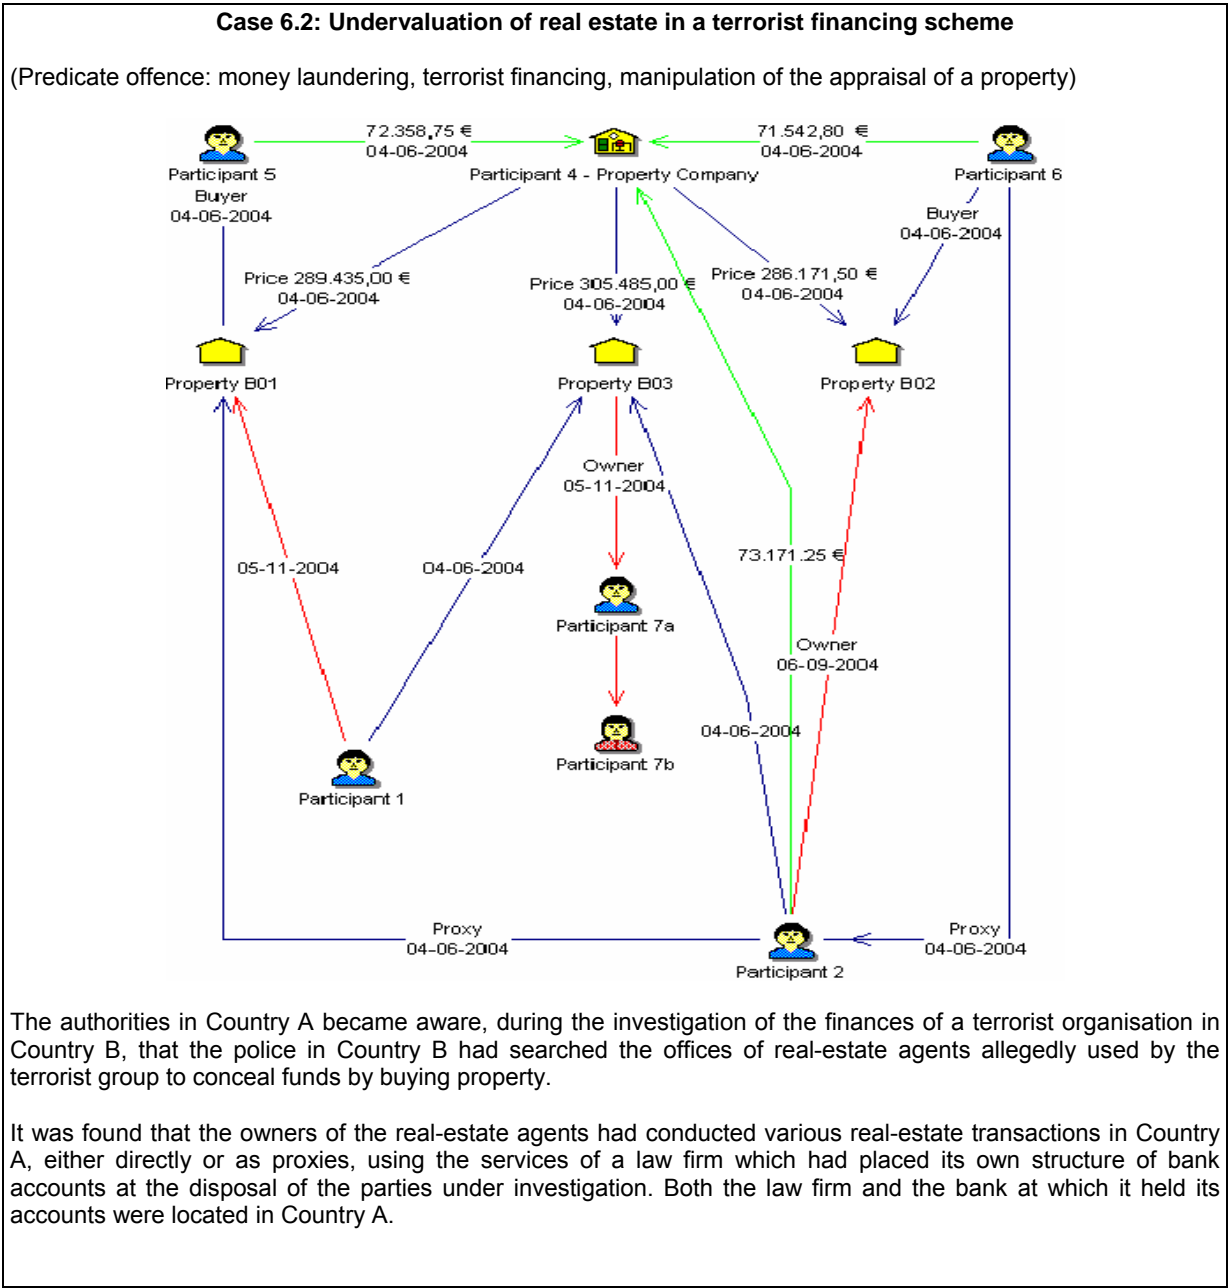 Case 6.2: Undervaluation of real estate in a terrorist financing scheme
(Predicate offence: money laundering, terrorist financing, manipulation of the appraisal of a property)
72.358,75 €
04-06-2004
71.542,80 €
04-06-2004
Participant 5
Participant 4 - Property Company
Participant 6
Buyer
04-06-2004
Buyer
04-06-2004
Price 289.435,00 €
04-06-2004
Price 305.485,00 €
04-06-2004
Price 286.171,50 €
04-06-2004
Property B01
Property B03
Property B02
Owner
05-11-2004
05-11-2004
04-06-2004
73.171.25 €
Participant 7a
Owner
06-09-2004
04-06-2004
Participant 7b
Participant 1
Proxy
04-06-2004
Proxy
04-06-2004
Participant 2
The authorities in Country A became aware, during the investigation of the finances of a terrorist organisation in
Country B, that the police in Country B had searched the offices of real-estate agents allegedly used by the
terrorist group to conceal funds by buying property.
It was found that the owners of the real-estate agents had conducted various real-estate transactions in Country
A, either directly or as proxies, using the services of a law firm which had placed its own structure of bank
accounts at the disposal of the parties under investigation. Both the law firm and the bank at which it held its
accounts were located in Country A.